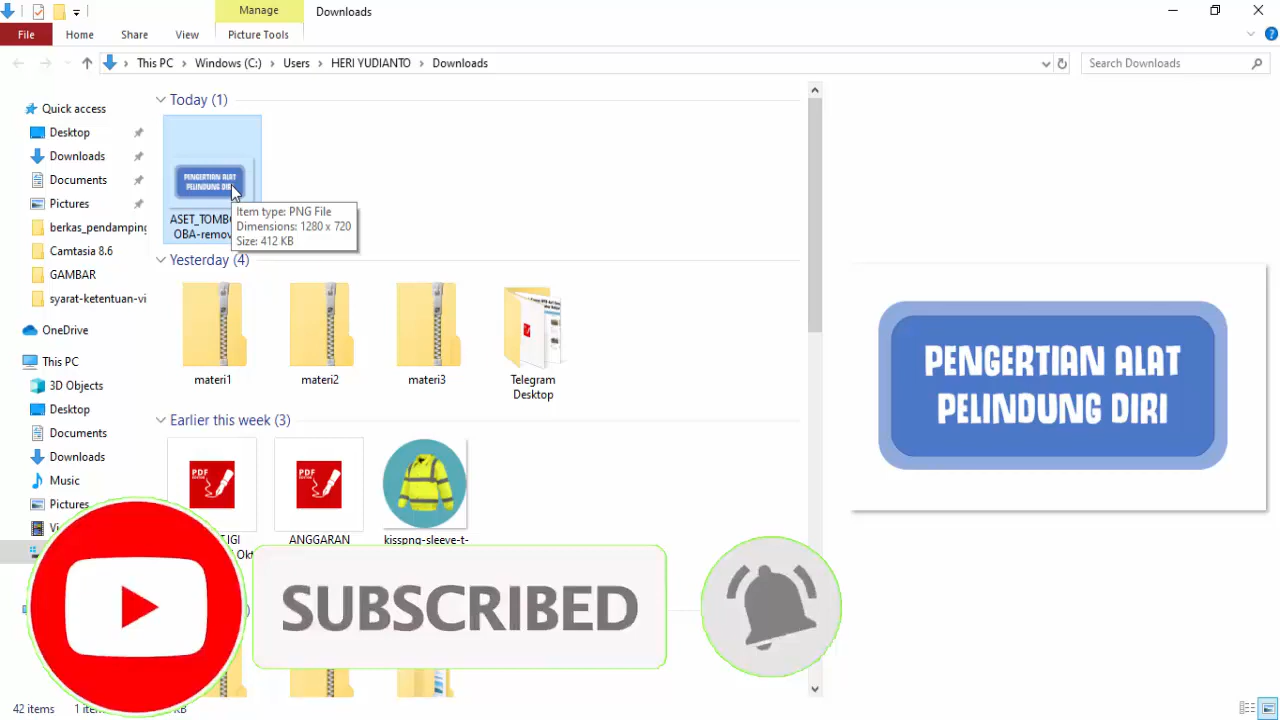 Manage
Downloads
File
Home
Share
View
Picture Tools
This PC
Windows (C:)
Users
HERI YUDIANTO
Downloads
Search Downloads
Quick access
Desktop
Downloads
Documents
Pictures
berkas_pendamping
Camtasia 8.6
GAMBAR
syarat-ketentuan-vi
OneDrive
This PC
3D Objects
Desktop
Documents
Downloads
Music
Pictures
Today (1)
PENGERTIAN ALAT
PELINDUNG DIRI
ASET_TOMB
OBA-remov
Item type: PNG File
Dimensions: 1280 x 720
Size: 412 KB
Yesterday (4)
materi1
materi2
materi3
Telegram
Desktop
Earlier this week (3)
PDF
PDF
ANGGARAN
kisspng-sleeve-t-
PENGERTIAN ALAT
PELINDUNG DIRI
SUBSCRIBED
42 items